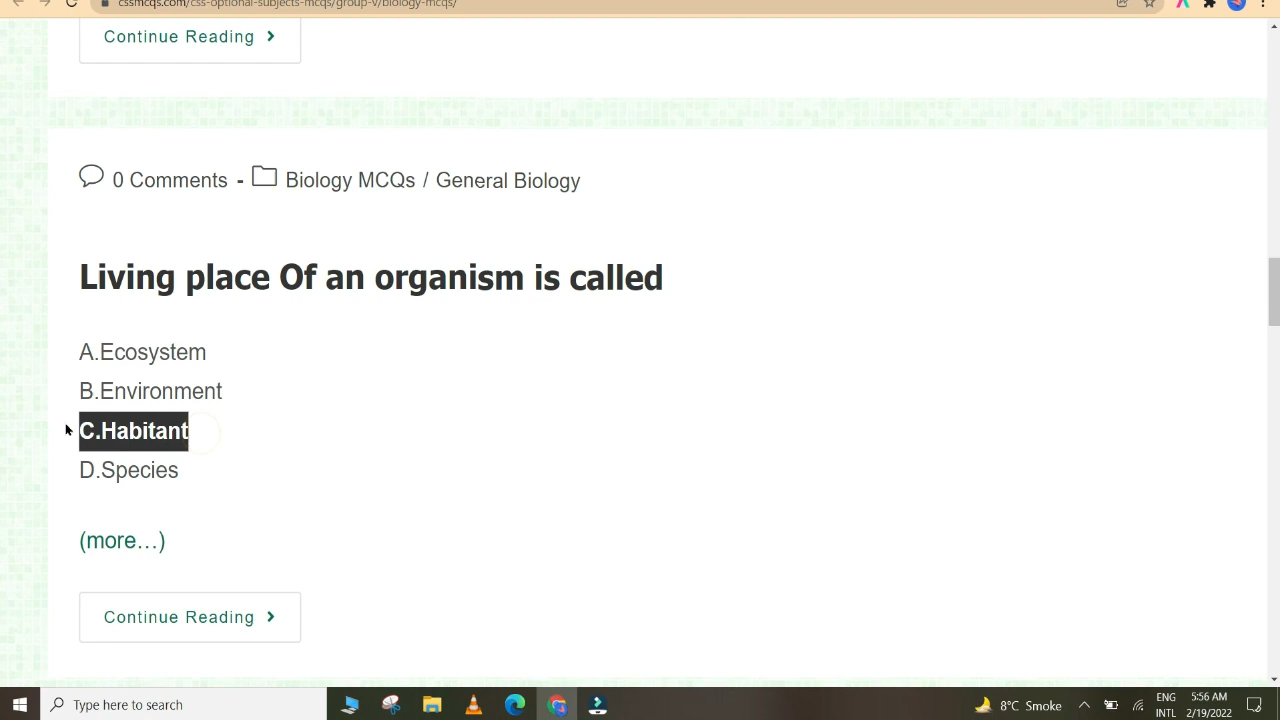 cssmcqs.com/css-optional-subjects-mcqs/group-v/biology-mcqs/
Continue Reading
0 Comments - Biology MCQs / General Biology
Living place Of an organism is called
A.Ecosystem
B.Environment
C.Habitant
D.Species
(more…)
Continue Reading
Type here to search
8°C Smoke
ENG
INTL
5:56 AM
2/19/2022